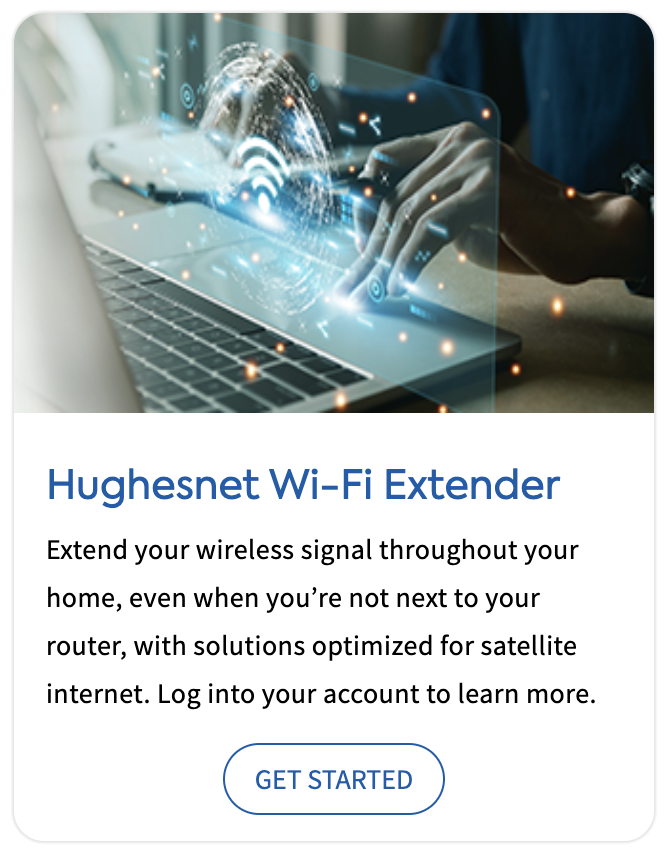 Hughesnet Wi-Fi Extender
Extend your wireless signal throughout your
home, even when you’re not next to your
router, with solutions optimized for satellite
internet. Log into your account to learn more.
GET STARTED